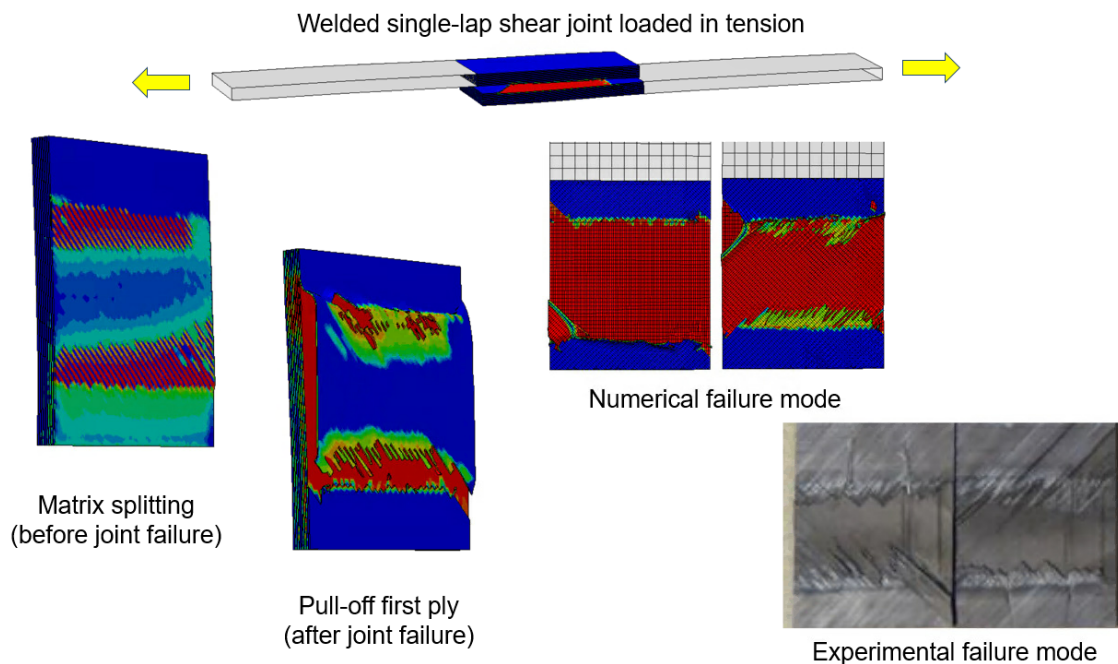 Welded single-lap shear joint loaded in tension
Numerical failure mode
Matrix splitting
(before joint failure)
Pull-off first ply
(after joint failure)
Experimental failure mode